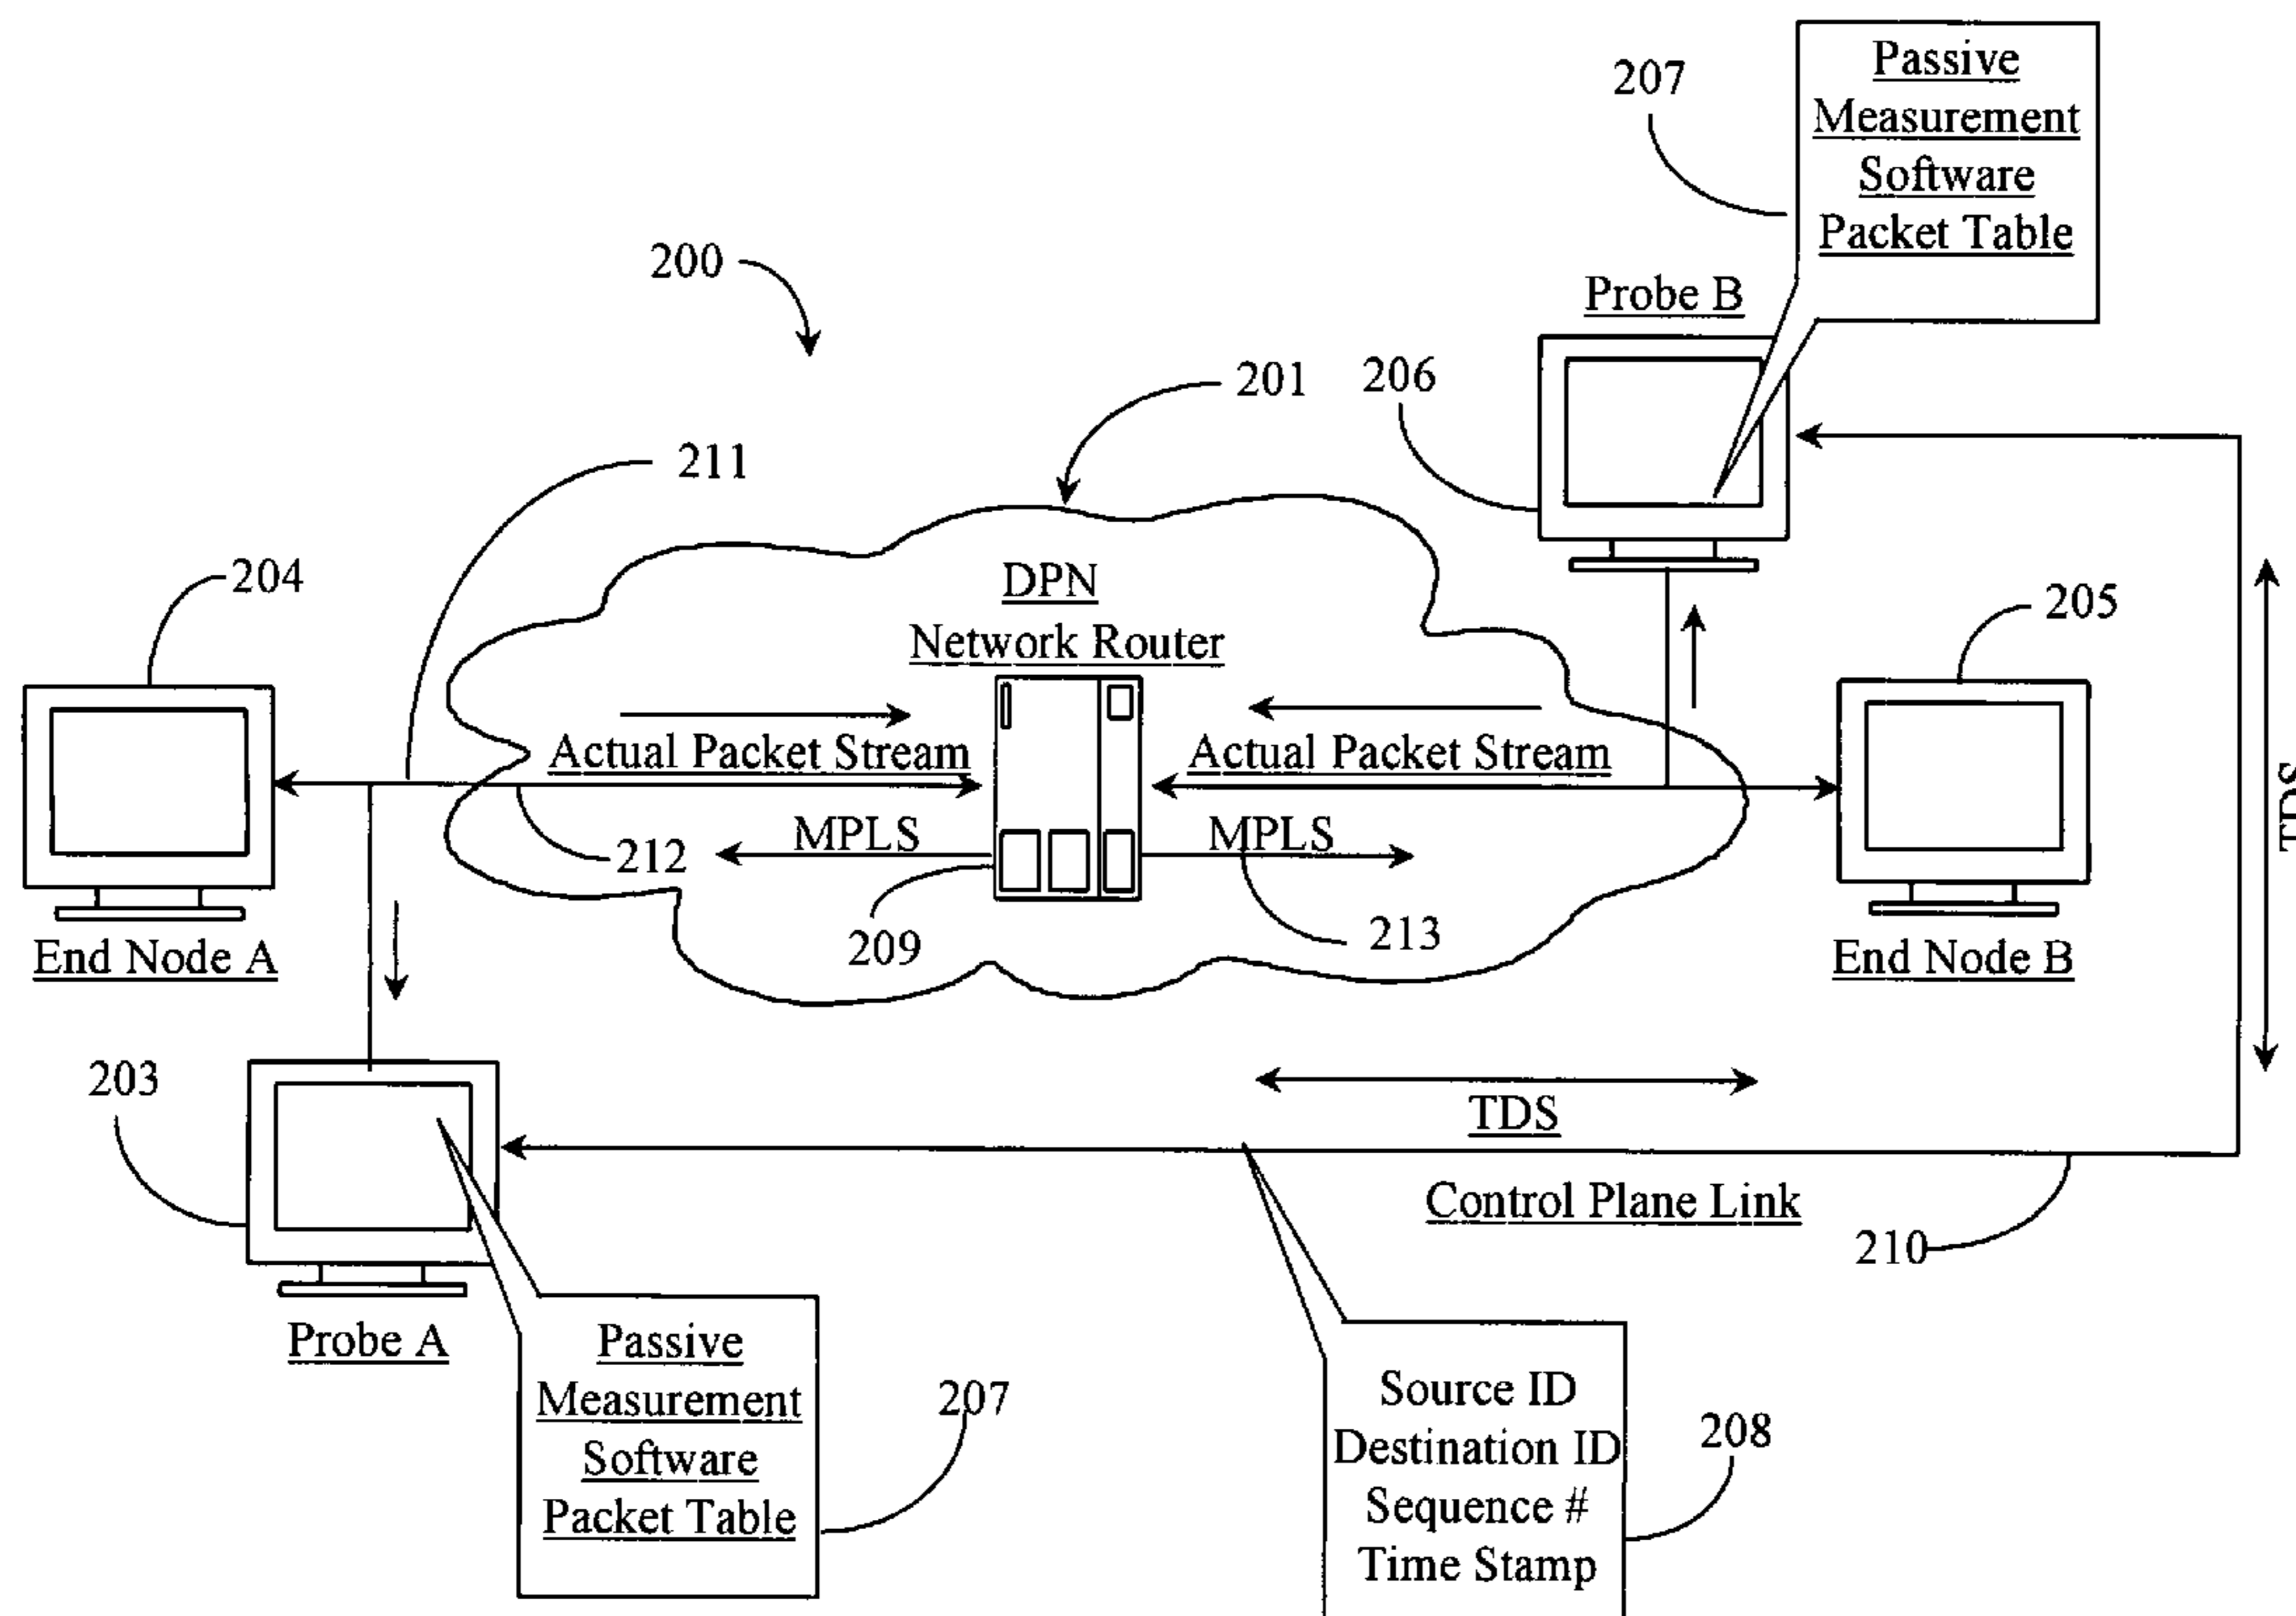 207
Passive
Measurement
Software
Packet Table
200
Probe B
201
206
211
204
DPN
Network Router
205
Actual Packet Stream
Actual Packet Stream
TDS
MPLS
MPLS
212
209
213
End Node A
End Node B
203
TDS
Control Plane Link
210
Probe A
Passive
Measurement
Software
Packet Table
207
Source ID
Destination ID
Sequence #
Time Stamp
208